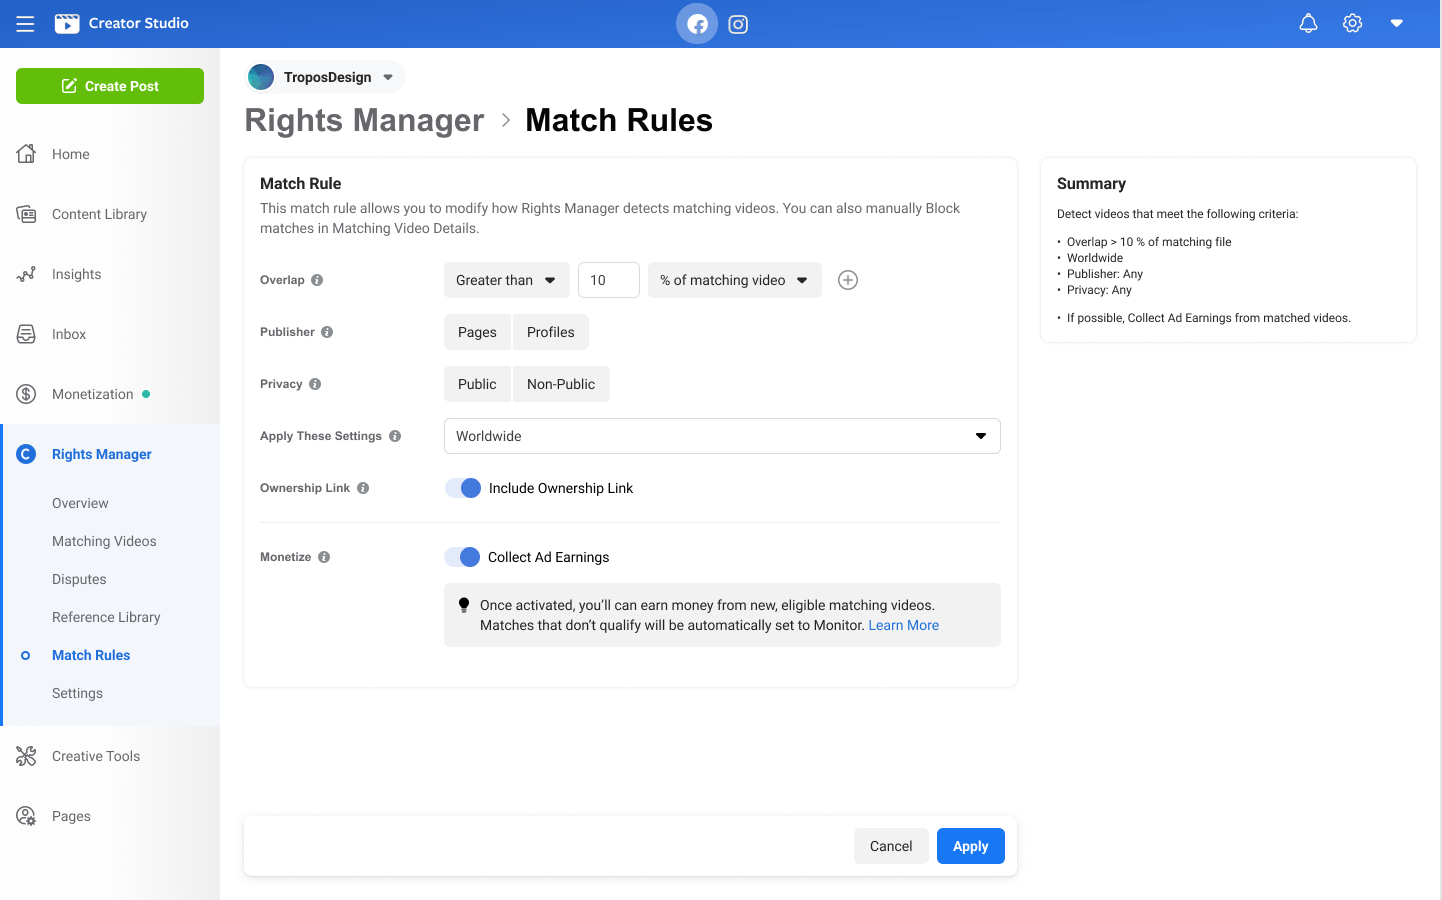 Creator Studio
Create Post
Home
Content Library
Insights
Inbox
Monetization
Rights Manager
Overview
Matching Videos
Disputes
Reference Library
Match Rules
Settings
Creative Tools
Pages
TroposDesign
Rights Manager > Match Rules
Match Rule
This match rule allows you to modify how Rights Manager detects matching videos. You can also manually Block
matches in Matching Video Details.
Overlap Greater than 10 % of matching video
Publisher Pages Profiles
Privacy Public Non-Public
Apply These Settings Worldwide
Ownership Link Include Ownership Link
Monetize Collect Ad Earnings
Once activated, you’ll can earn money from new, eligible matching videos.
Matches that don’t qualify will be automatically set to Monitor. Learn More
Cancel Apply
Summary
Detect videos that meet the following criteria:
• Overlap > 10 % of matching file
• Worldwide
• Publisher: Any
• Privacy: Any
• If possible, Collect Ad Earnings from matched videos.